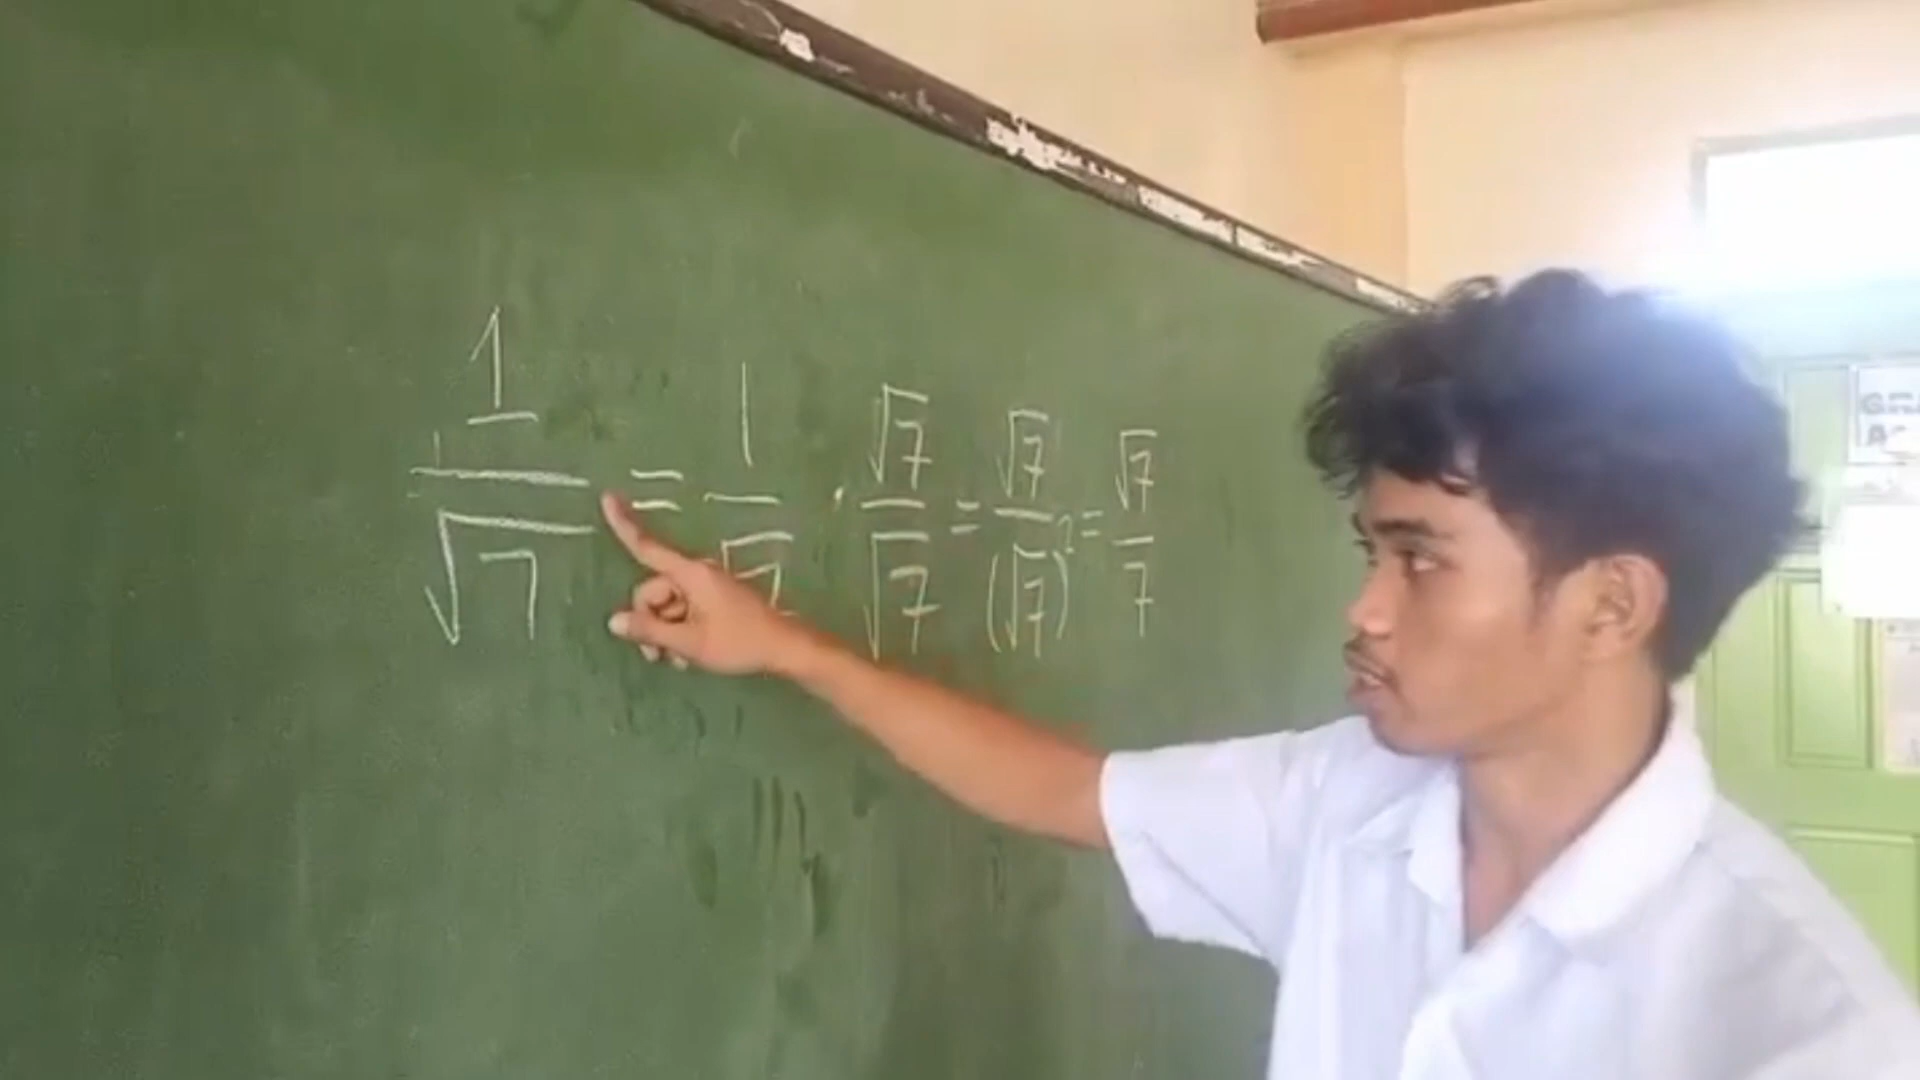 1/√7 = 1/√7 · √7/√7 = √7/(√7)² = √7/7